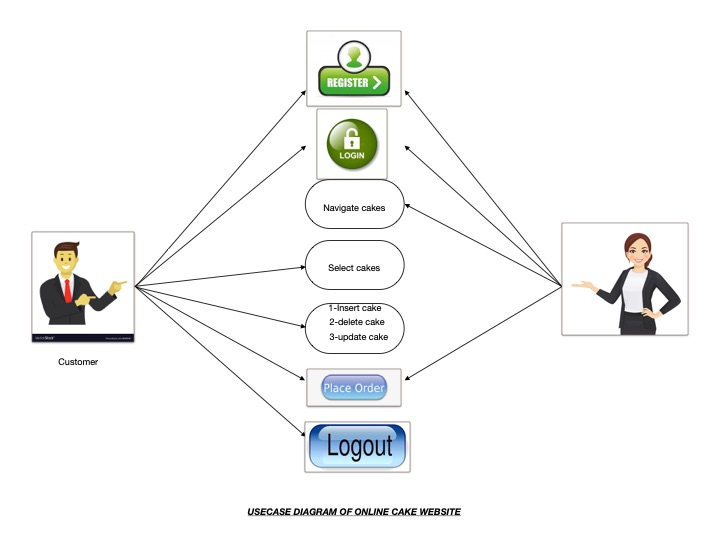 REGISTER
LOGIN
Navigate cakes
Select cakes
1-Insert cake
2-delete cake
3-update cake
Place Order
Customer
Logout
USECASE DIAGRAM OF ONLINE CAKE WEBSITE